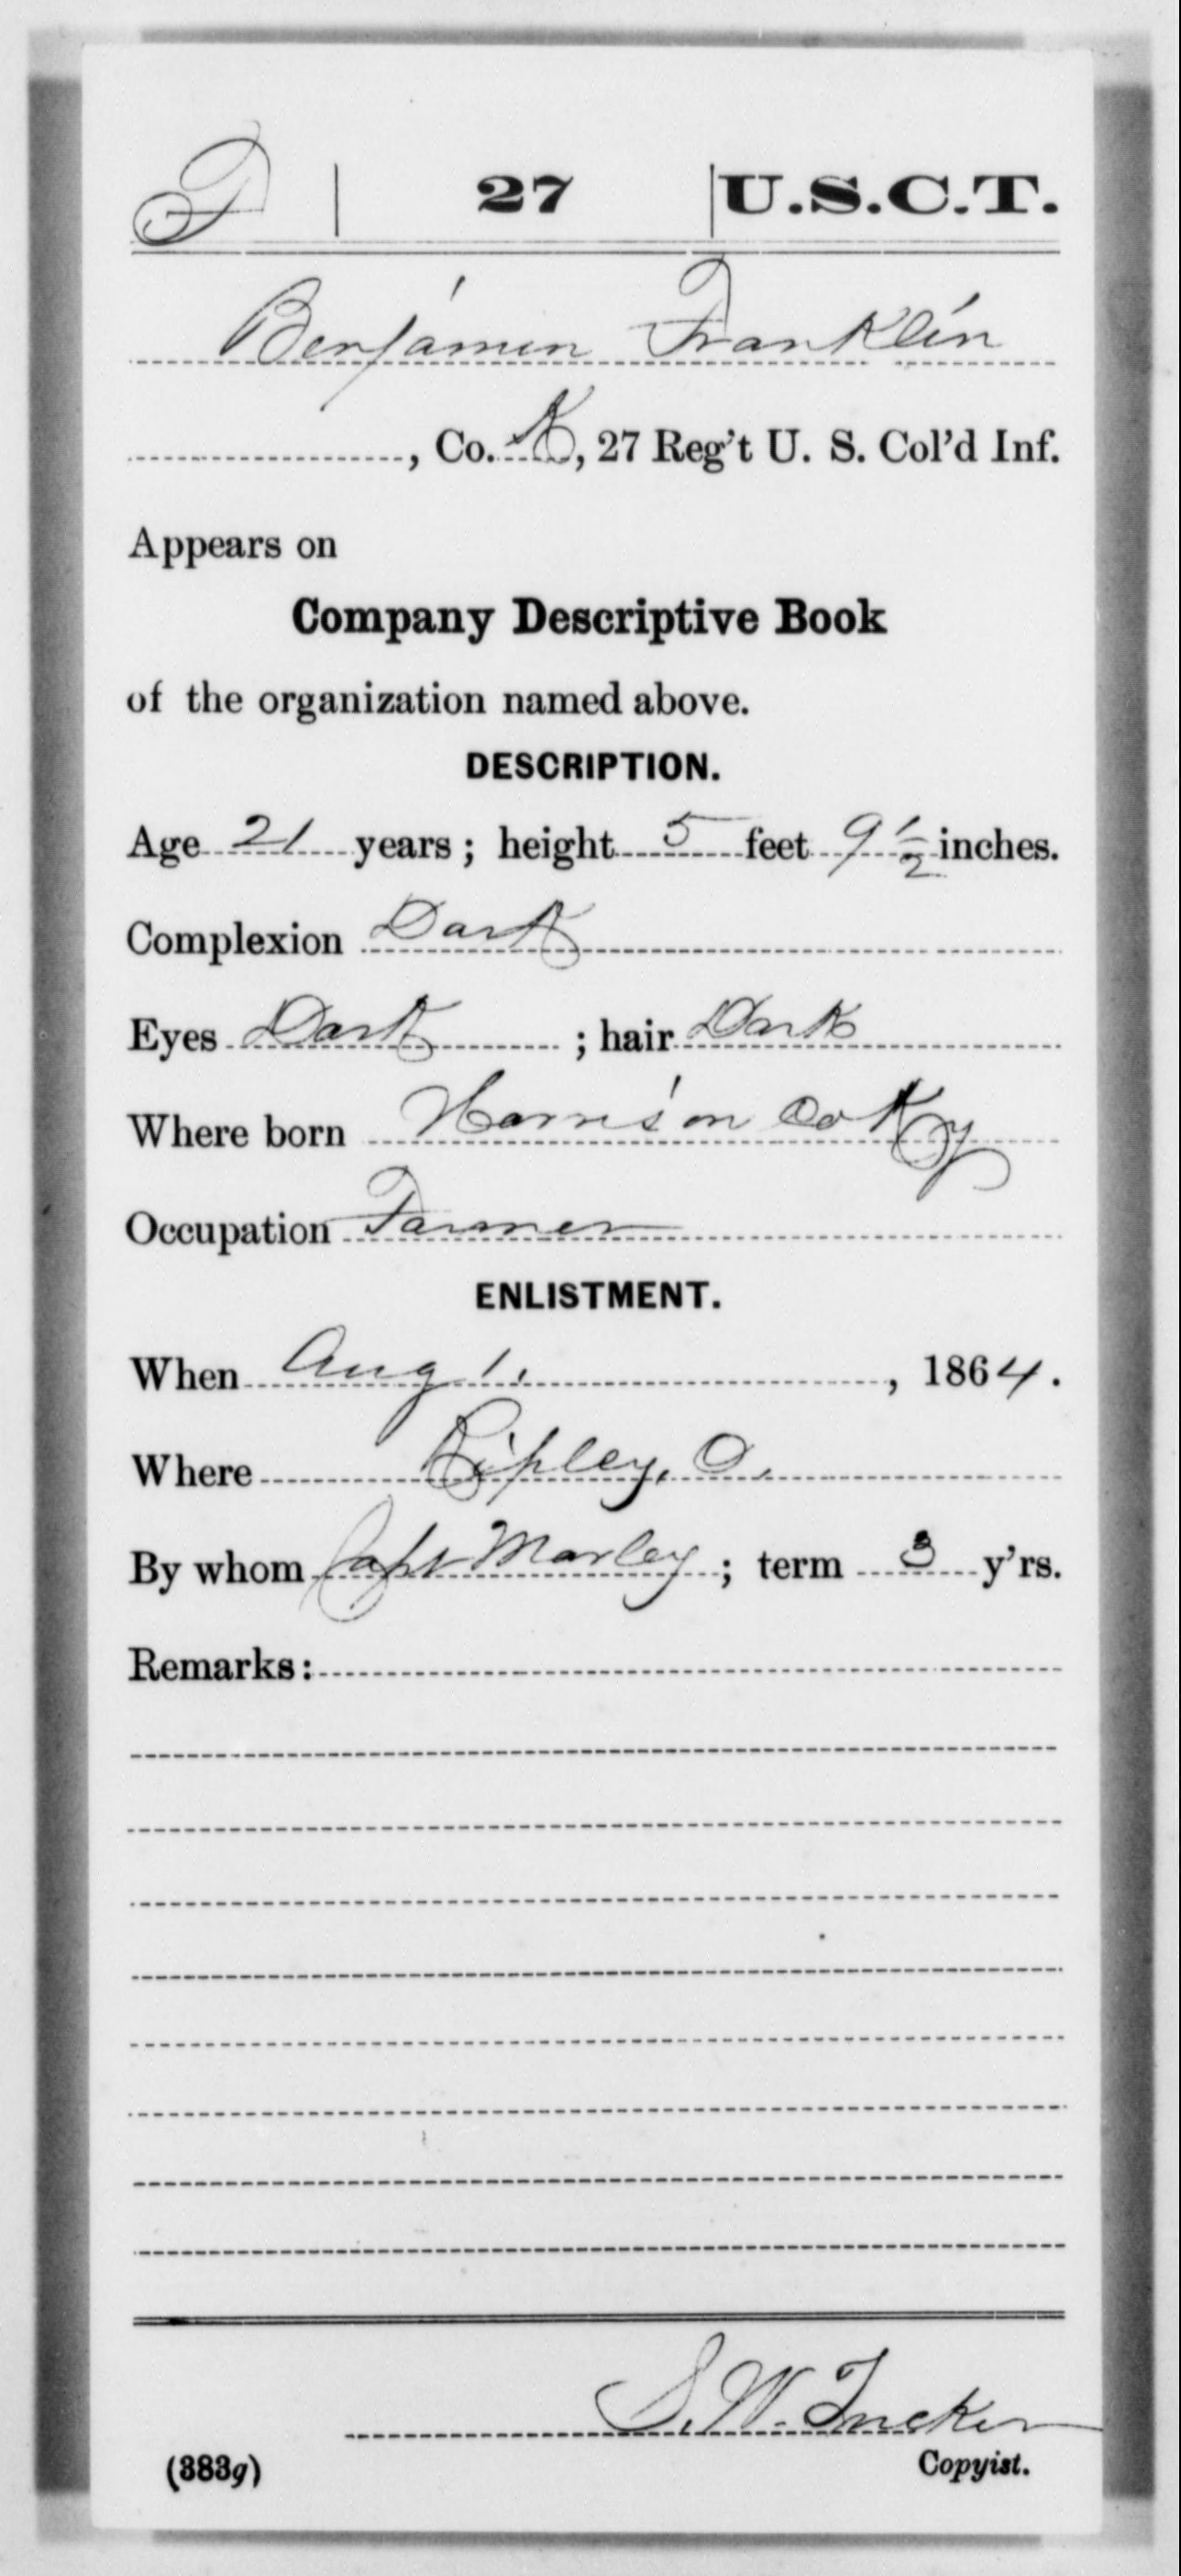 F | 27 | U.S.C.T.
Benjamin Franklin
, Co. K, 27 Reg't U. S. Col'd Inf.
Appears on
Company Descriptive Book
of the organization named above.
DESCRIPTION.
Age 21 years; height 5 feet 9 1/2 inches.
Complexion Dark
Eyes Dark ; hair Dark
Where born Harrison Co Ky
Occupation Farmer
ENLISTMENT.
When Aug 1, , 1864.
Where Ripley, O.
By whom Capt Marley ; term 3 y'rs.
Remarks:
S. W. Tucker
(383g) Copyist.